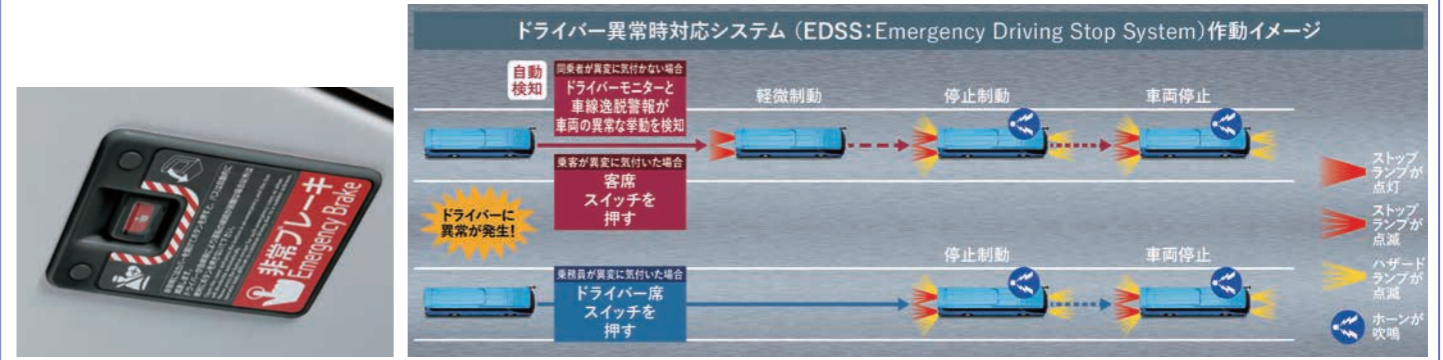 非常ブレーキ
Emergency Brake
ドライバー異常時対応システム（EDSS：Emergency Driving Stop System）作動イメージ
自動
検知
同乗者が異変に気付かない場合
ドライバーモニターと
車線逸脱警報が
車両の異常な挙動を検知
軽微制動
停止制動
車両停止
乗客が異変に気付いた場合
客席
スイッチを
押す
ドライバーに
異常が発生!
乗務員が異変に気付いた場合
ドライバー席
スイッチを
押す
停止制動
車両停止
ストップ
ランプが
点灯
ストップ
ランプが
点滅
ハザード
ランプが
点滅
ホーンが
吹鳴